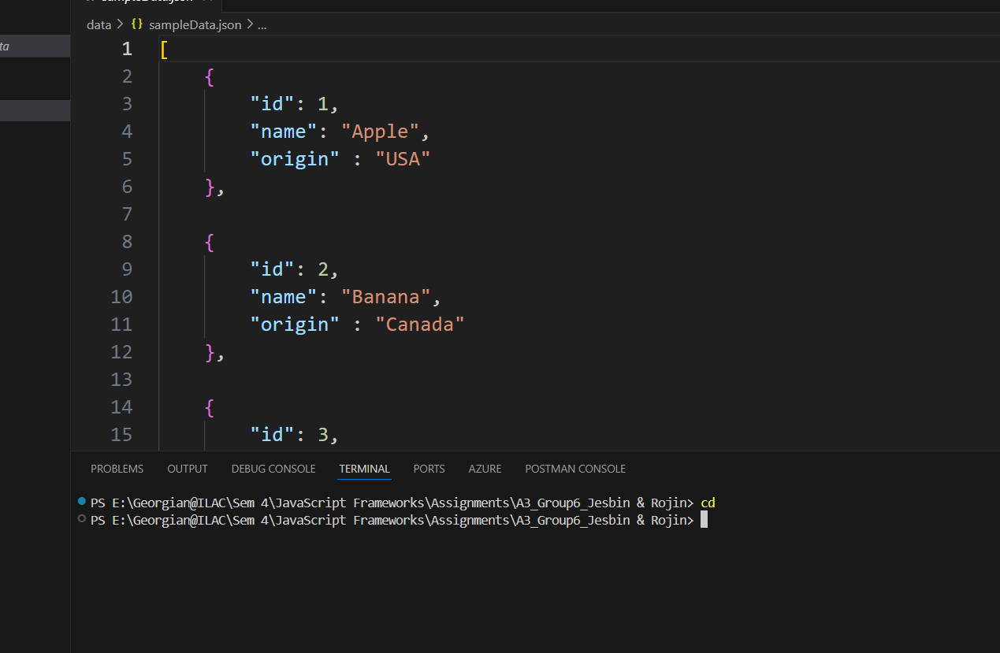 ta
data > {} sampleData.json > ...
1 [
2 {
3 "id": 1,
4 "name": "Apple",
5 "origin" : "USA"
6 },
7
8 {
9 "id": 2,
10 "name": "Banana",
11 "origin" : "Canada"
12 },
13
14 {
15 "id": 3,
PROBLEMS OUTPUT DEBUG CONSOLE TERMINAL PORTS AZURE POSTMAN CONSOLE
PS E:\Georgian@ILAC\Sem 4\JavaScript Frameworks\Assignments\A3_Group6_Jesbin & Rojin> cd
PS E:\Georgian@ILAC\Sem 4\JavaScript Frameworks\Assignments\A3_Group6_Jesbin & Rojin>